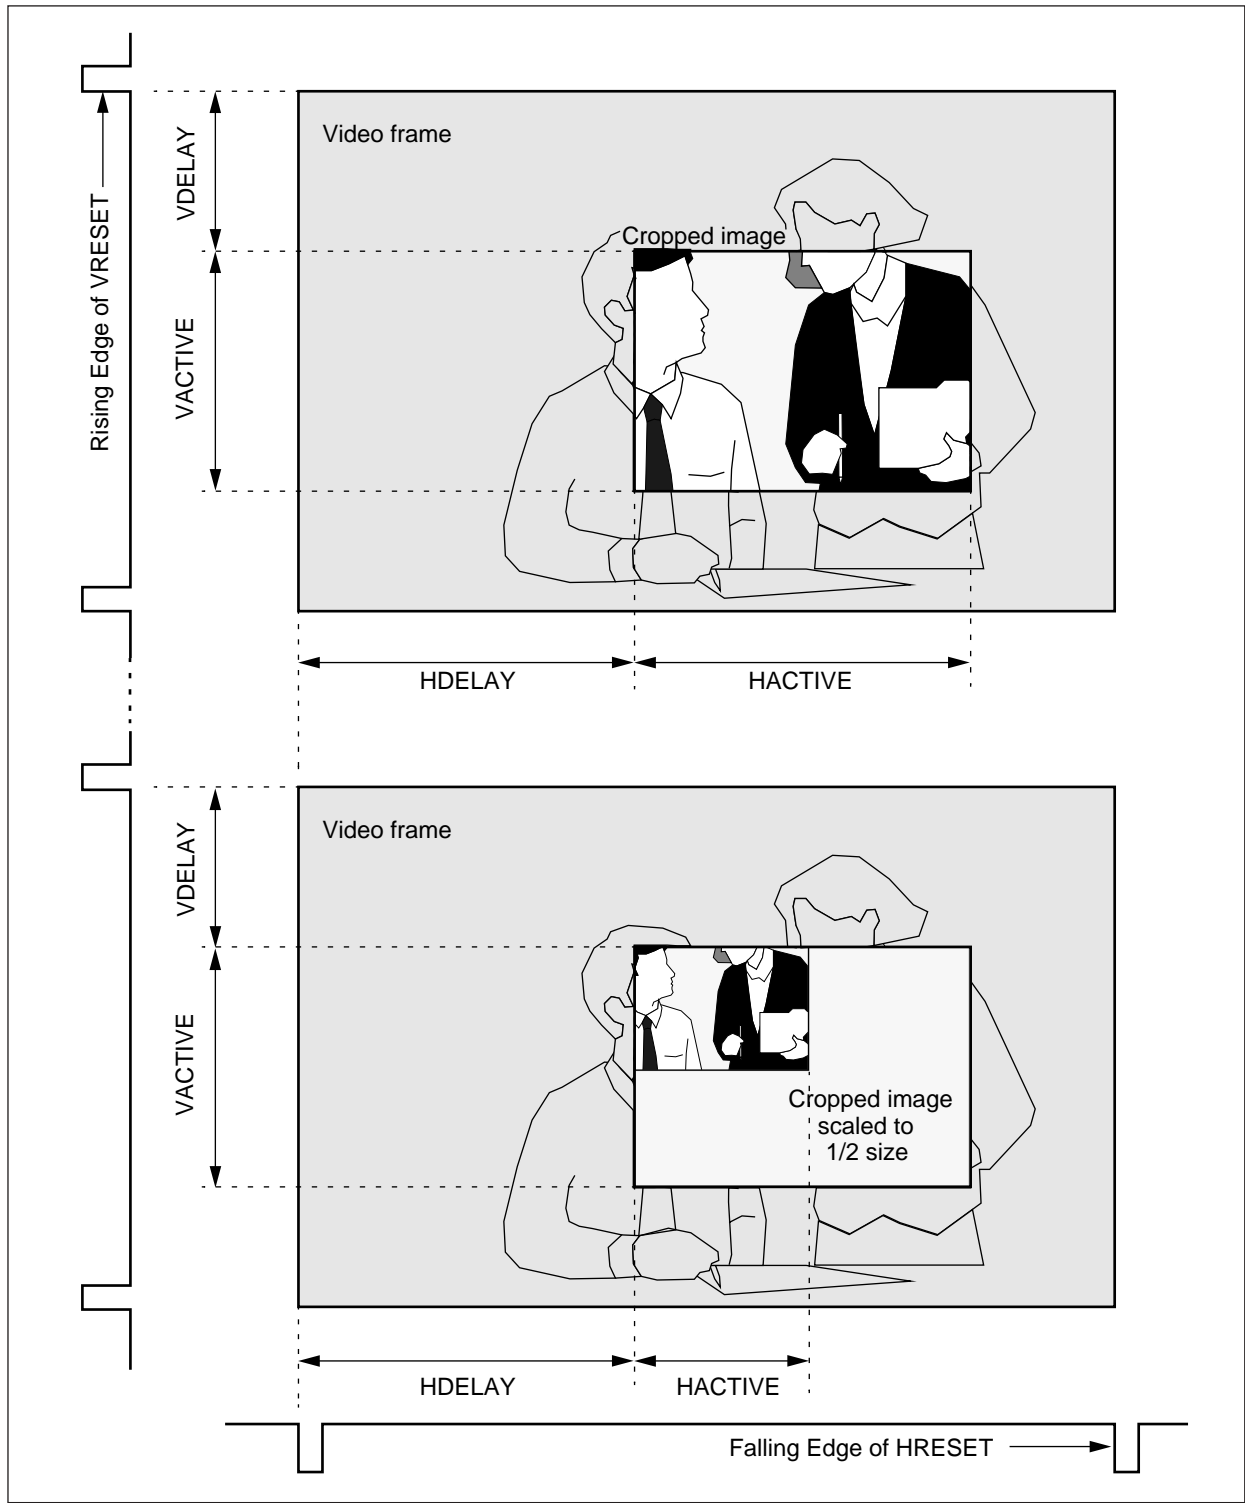 Rising Edge of VRESET
VDELAY
VACTIVE
Video frame
Cropped image
HDELAY
HACTIVE
VDELAY
VACTIVE
Video frame
Cropped image
scaled to
1/2 size
HDELAY
HACTIVE
Falling Edge of HRESET